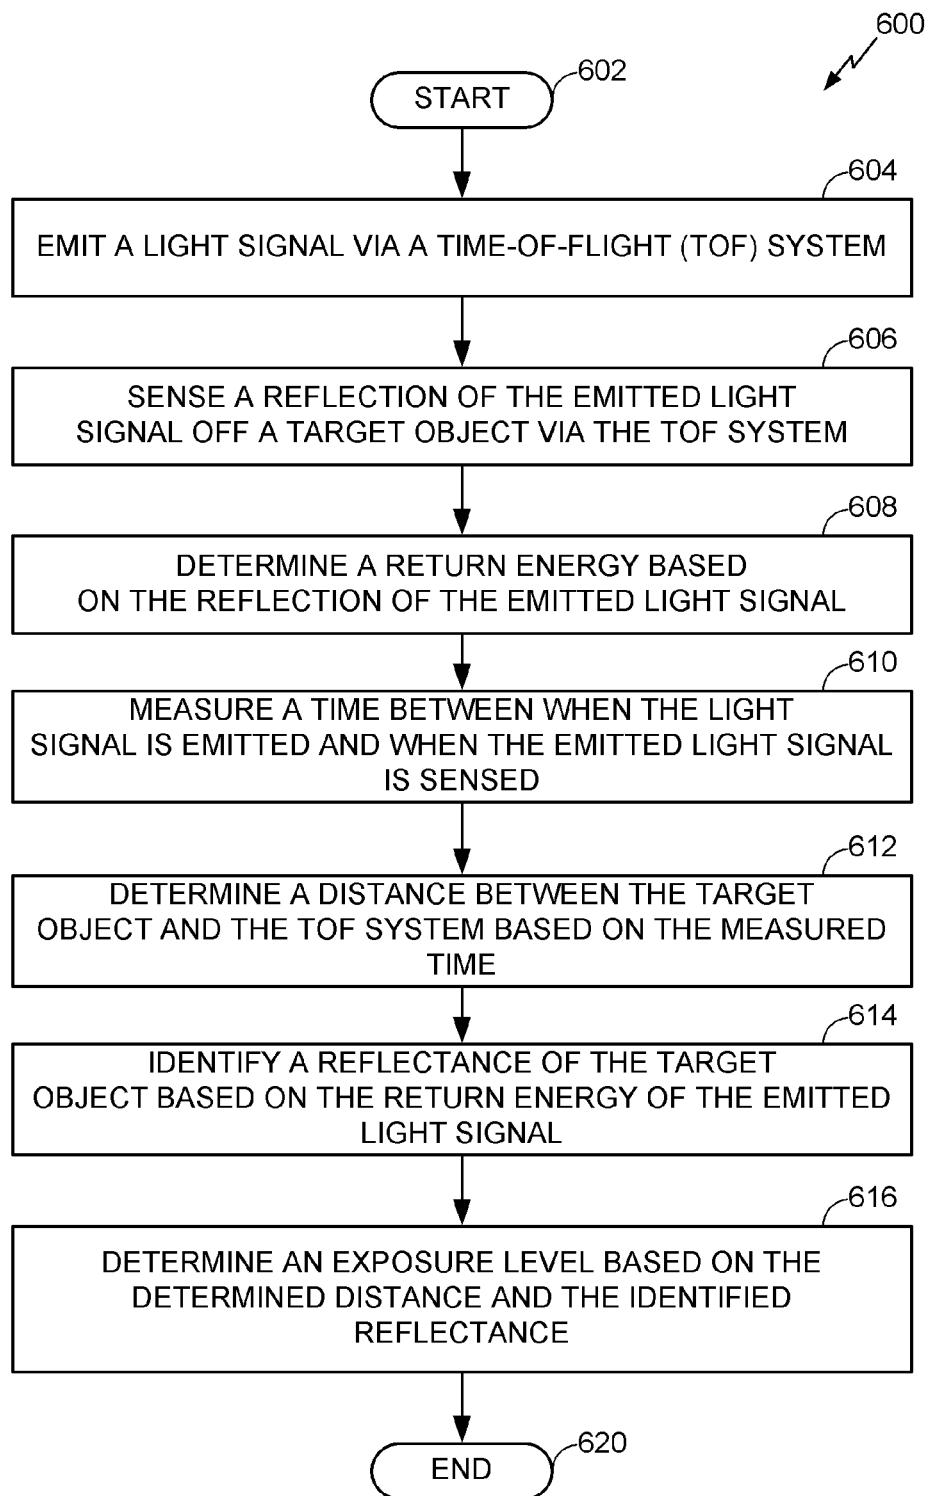 600
START
602
604
EMIT A LIGHT SIGNAL VIA A TIME-OF-FLIGHT (TOF) SYSTEM
606
SENSE A REFLECTION OF THE EMITTED LIGHT
SIGNAL OFF A TARGET OBJECT VIA THE TOF SYSTEM
608
DETERMINE A RETURN ENERGY BASED
ON THE REFLECTION OF THE EMITTED LIGHT SIGNAL
610
MEASURE A TIME BETWEEN WHEN THE LIGHT
SIGNAL IS EMITTED AND WHEN THE EMITTED LIGHT SIGNAL
IS SENSED
612
DETERMINE A DISTANCE BETWEEN THE TARGET
OBJECT AND THE TOF SYSTEM BASED ON THE MEASURED
TIME
614
IDENTIFY A REFLECTANCE OF THE TARGET
OBJECT BASED ON THE RETURN ENERGY OF THE EMITTED
LIGHT SIGNAL
616
DETERMINE AN EXPOSURE LEVEL BASED ON THE
DETERMINED DISTANCE AND THE IDENTIFIED
REFLECTANCE
620
END